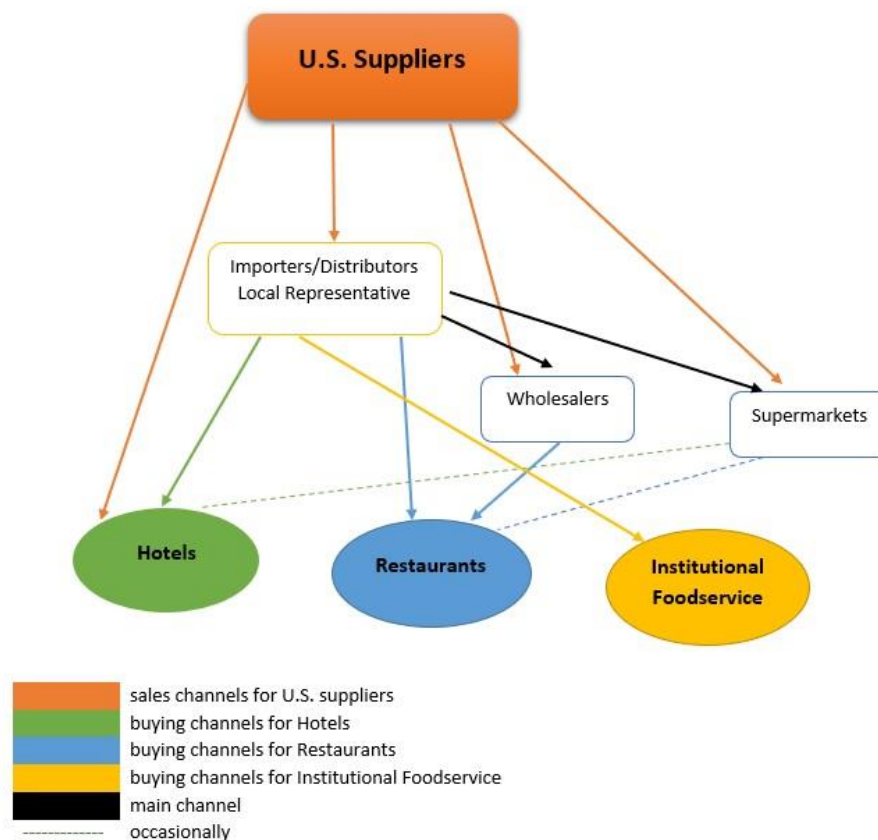 U.S. Suppliers
Importers/Distributors
Local Representative
Wholesalers
Supermarkets
Hotels
Restaurants
Institutional
Foodservice
sales channels for U.S. suppliers
buying channels for Hotels
buying channels for Restaurants
buying channels for Institutional Foodservice
main channel
occasionally